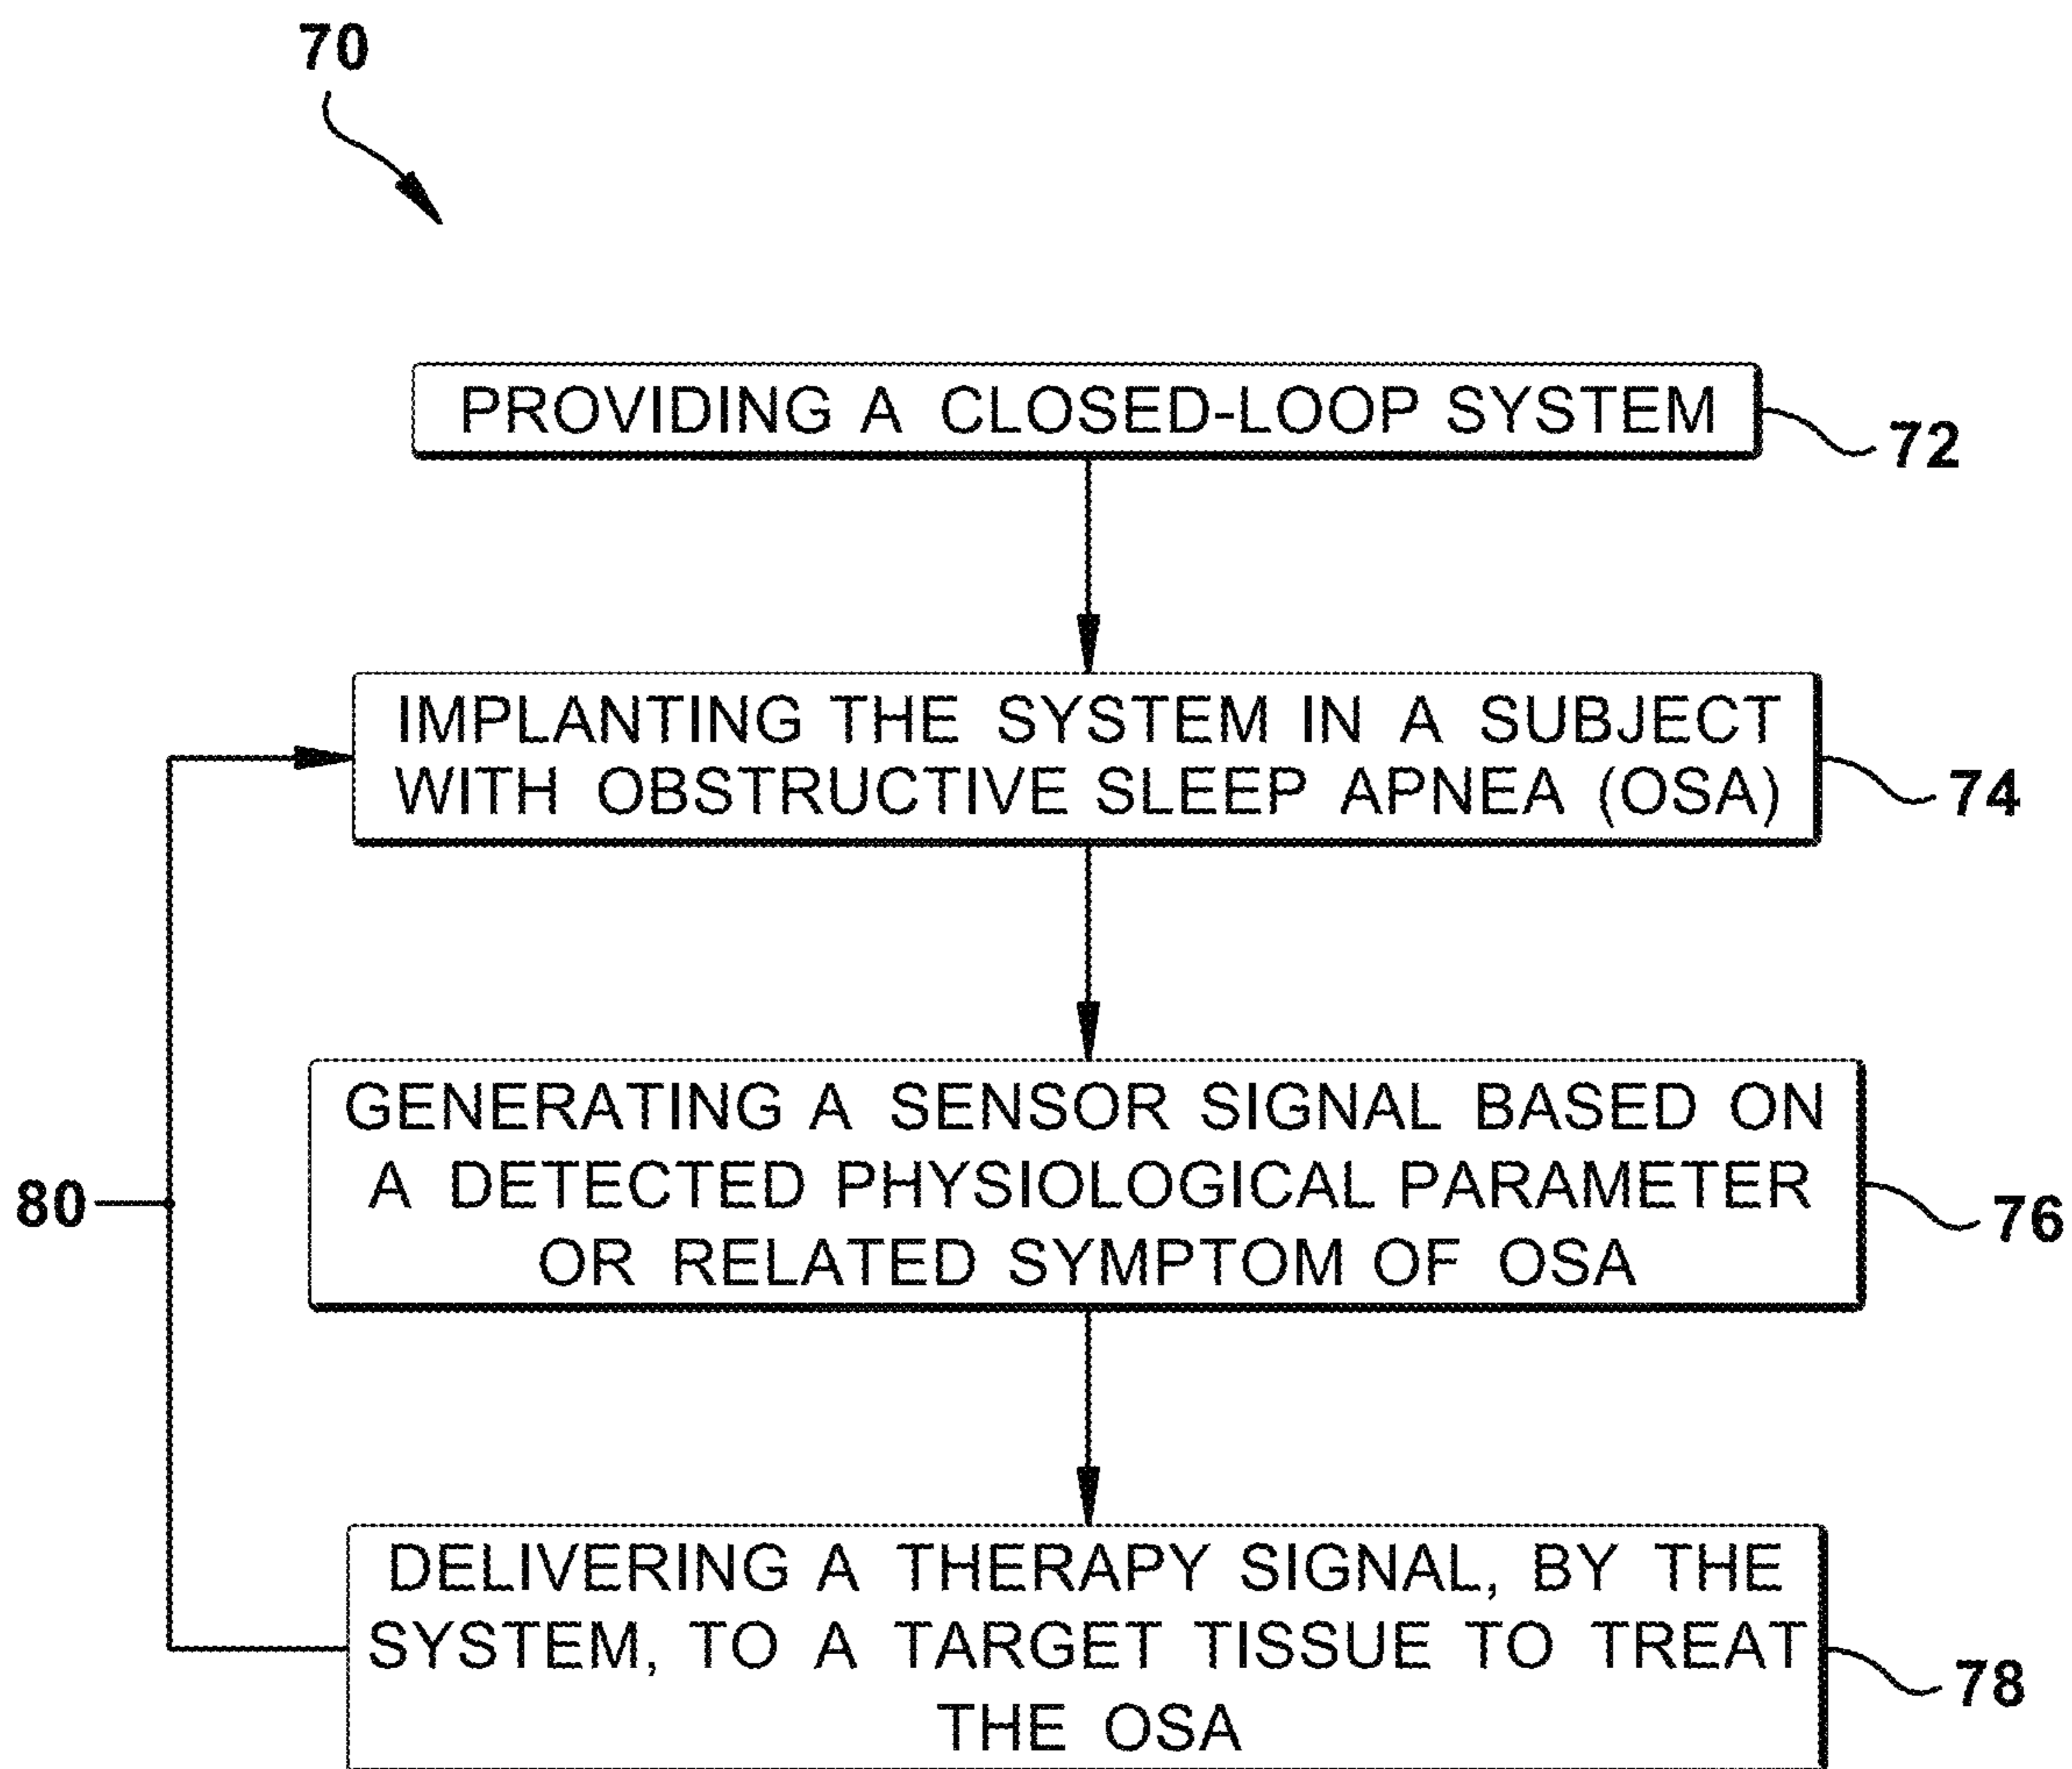 70
PROVIDING A CLOSED-LOOP SYSTEM
72
IMPLANTING THE SYSTEM IN A SUBJECT
WITH OBSTRUCTIVE SLEEP APNEA (OSA)
74
GENERATING A SENSOR SIGNAL BASED ON
A DETECTED PHYSIOLOGICAL PARAMETER
OR RELATED SYMPTOM OF OSA
76
80
DELIVERING A THERAPY SIGNAL, BY THE
SYSTEM, TO A TARGET TISSUE TO TREAT
THE OSA
78